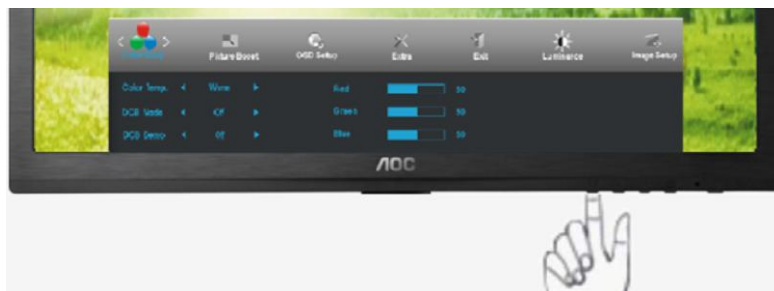 Picture Boost OSD Setup Extra Exit Luminance Image Setup
Color Temp. Warm Red 50
DCB Mode Off Green 50
DCB Demo Off Blue 50
AOC